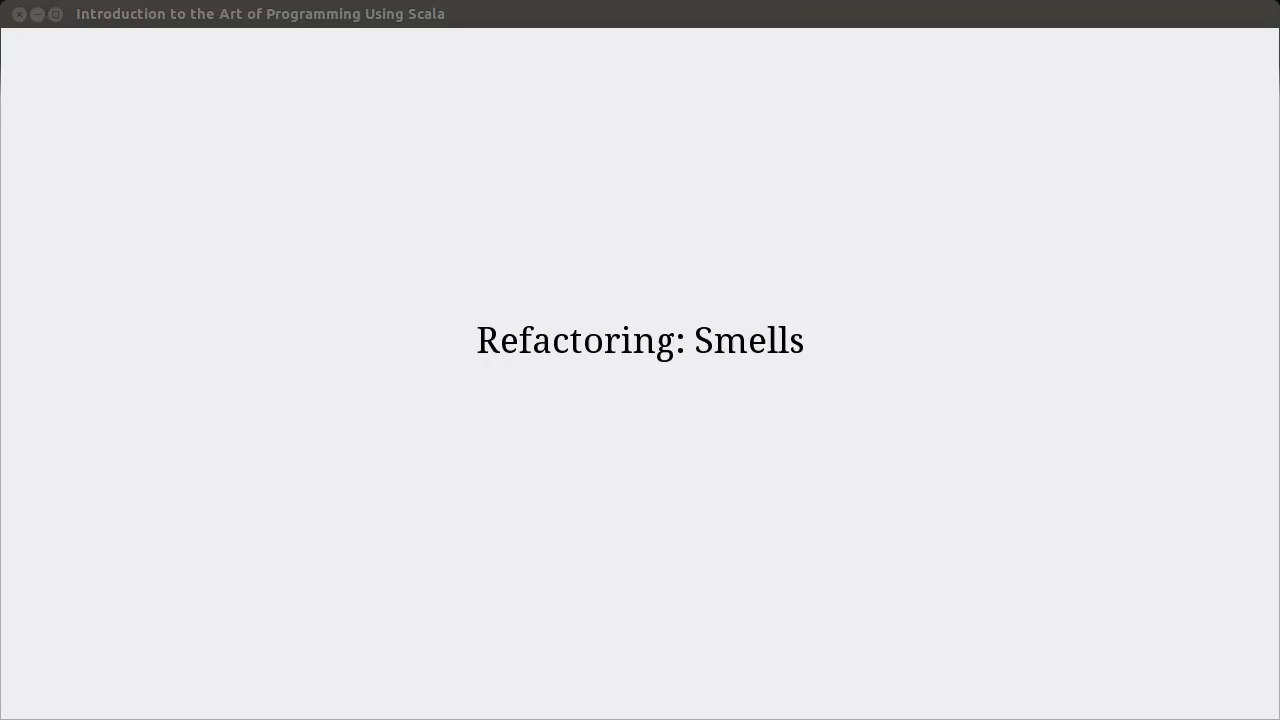 Introduction to the Art of Programming Using Scala
Refactoring: Smells